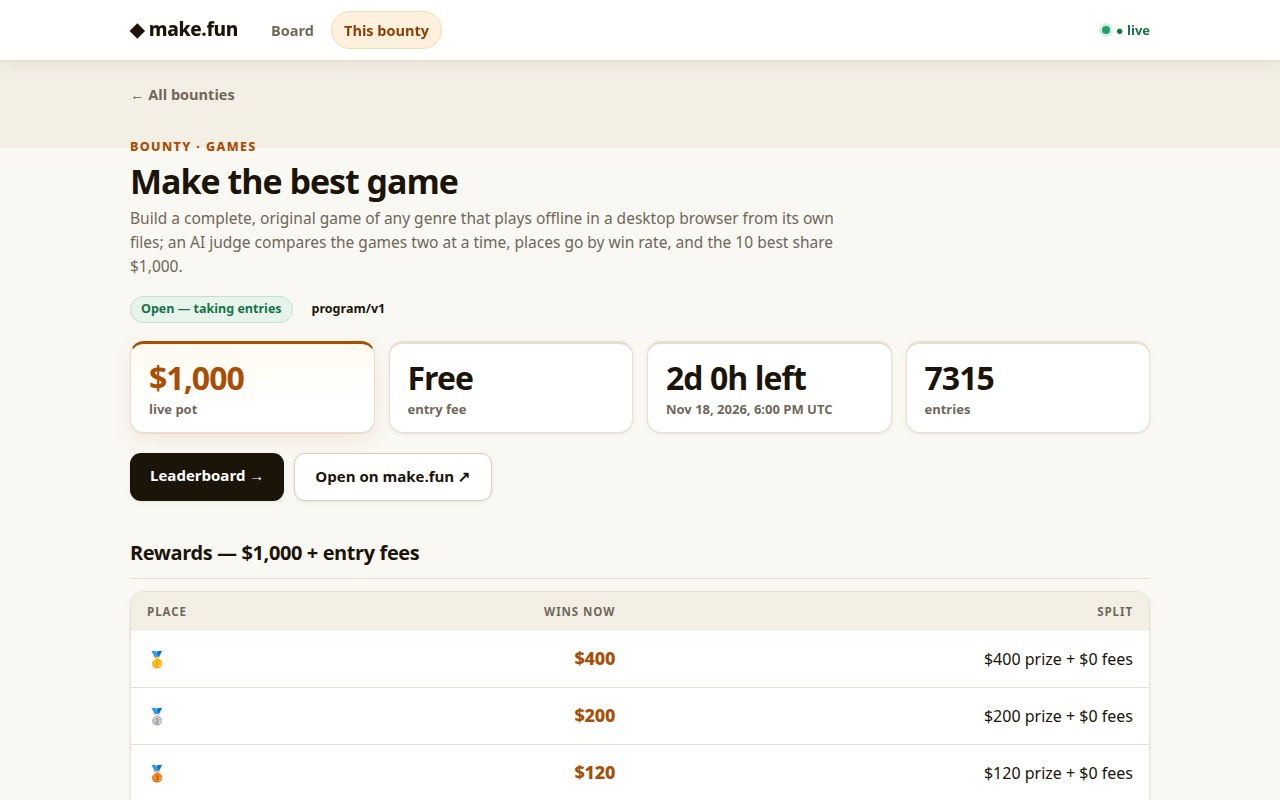 ◆ make.fun
Board
This bounty
● live
← All bounties
BOUNTY · GAMES
Make the best game
Build a complete, original game of any genre that plays offline in a desktop browser from its own
files; an AI judge compares the games two at a time, places go by win rate, and the 10 best share
$1,000.
Open — taking entries
program/v1
$1,000
live pot
Free
entry fee
2d 0h left
Nov 18, 2026, 6:00 PM UTC
7315
entries
Leaderboard →
Open on make.fun ↗
Rewards — $1,000 + entry fees
PLACE WINS NOW SPLIT
🥇 $400 $400 prize + $0 fees
🥈 $200 $200 prize + $0 fees
🥉 $120 $120 prize + $0 fees